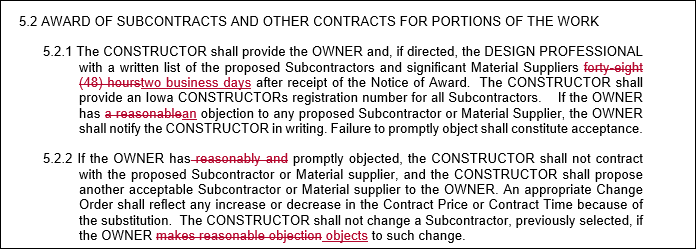 5.2 AWARD OF SUBCONTRACTS AND OTHER CONTRACTS FOR PORTIONS OF THE WORK
5.2.1 The CONSTRUCTOR shall provide the OWNER and, if directed, the DESIGN PROFESSIONAL
with a written list of the proposed Subcontractors and significant Material Suppliers forty-eight
(48) hourstwo business days after receipt of the Notice of Award. The CONSTRUCTOR shall
provide an Iowa CONSTRUCTORs registration number for all Subcontractors. If the OWNER
has a reasonablean objection to any proposed Subcontractor or Material Supplier, the OWNER
shall notify the CONSTRUCTOR in writing. Failure to promptly object shall constitute acceptance.
5.2.2 If the OWNER has reasonably and promptly objected, the CONSTRUCTOR shall not contract
with the proposed Subcontractor or Material supplier, and the CONSTRUCTOR shall propose
another acceptable Subcontractor or Material supplier to the OWNER. An appropriate Change
Order shall reflect any increase or decrease in the Contract Price or Contract Time because of
the substitution. The CONSTRUCTOR shall not change a Subcontractor, previously selected, if
the OWNER makes reasonable objection objects to such change.